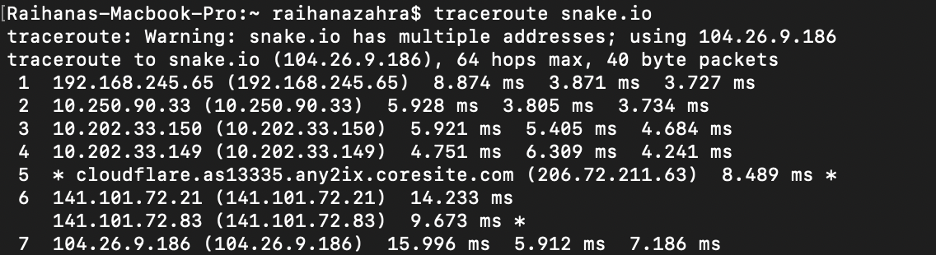 [Raihanas-Macbook-Pro:~ raihanazahra$ traceroute snake.io
traceroute: Warning: snake.io has multiple addresses; using 104.26.9.186
traceroute to snake.io (104.26.9.186), 64 hops max, 40 byte packets
 1  192.168.245.65 (192.168.245.65)  8.874 ms  3.871 ms  3.727 ms
 2  10.250.90.33 (10.250.90.33)  5.928 ms  3.805 ms  3.734 ms
 3  10.202.33.150 (10.202.33.150)  5.921 ms  5.405 ms  4.684 ms
 4  10.202.33.149 (10.202.33.149)  4.751 ms  6.309 ms  4.241 ms
 5  * cloudflare.as13335.any2ix.coresite.com (206.72.211.63)  8.489 ms *
 6  141.101.72.21 (141.101.72.21)  14.233 ms
    141.101.72.83 (141.101.72.83)  9.673 ms *
 7  104.26.9.186 (104.26.9.186)  15.996 ms  5.912 ms  7.186 ms